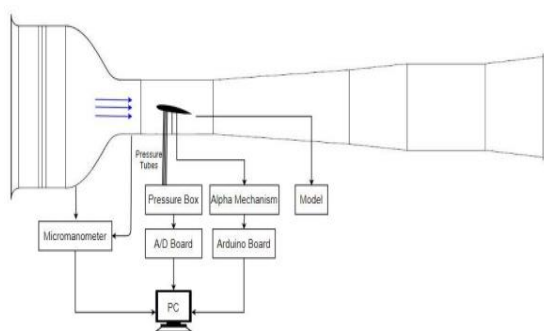 Pressure
Tubes
Pressure Box
Alpha Mechanism
Model
Micromanometer
A/D Board
Arduino Board
PC